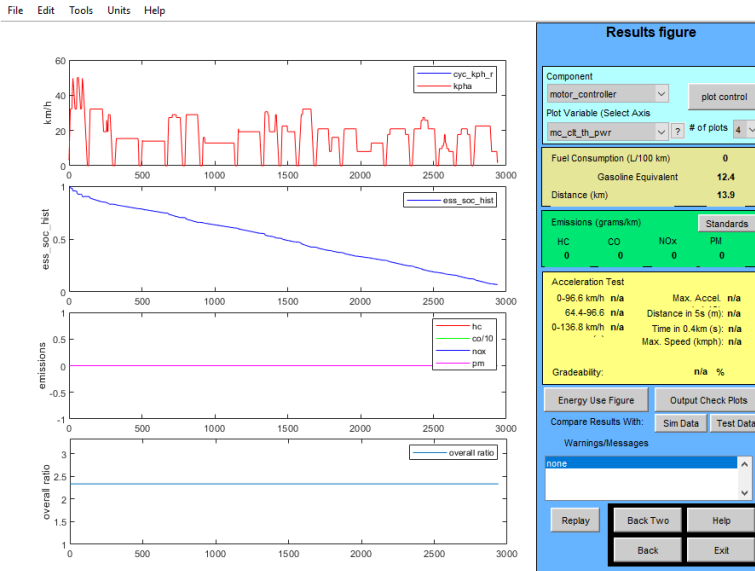 File Edit Tools Units Help
Results figure
60
40
20
0
km/h
cyc_kph_r
kpha
0 500 1000 1500 2000 2500 3000
1
0.5
0
ess_soc_hist
ess_soc_hist
0 500 1000 1500 2000 2500 3000
1
0.5
0
-0.5
-1
emissions
hc
co/10
nox
pm
0 500 1000 1500 2000 2500 3000
3
2.5
2
1.5
1
overall ratio
overall ratio
0 500 1000 1500 2000 2500 3000
Component
motor_controller
plot control
Plot Variable (Select Axis
mc_clt_th_pwr ? # of plots 4
Fuel Consumption (L/100 km) 0
Gasoline Equivalent 12.4
Distance (km) 13.9
Emissions (grams/km) Standards
HC CO NOx PM
0 0 0 0
Acceleration Test
0-96.6 km/h n/a Max. Accel. n/a
64.4-96.6 n/a Distance in 5s (m): n/a
0-136.8 km/h n/a Time in 0.4km (s): n/a
Max. Speed (kmph): n/a
Gradeability: n/a %
Energy Use Figure Output Check Plots
Compare Results With: Sim Data Test Data
Warnings/Messages
none
Replay Back Two Help
Back Exit